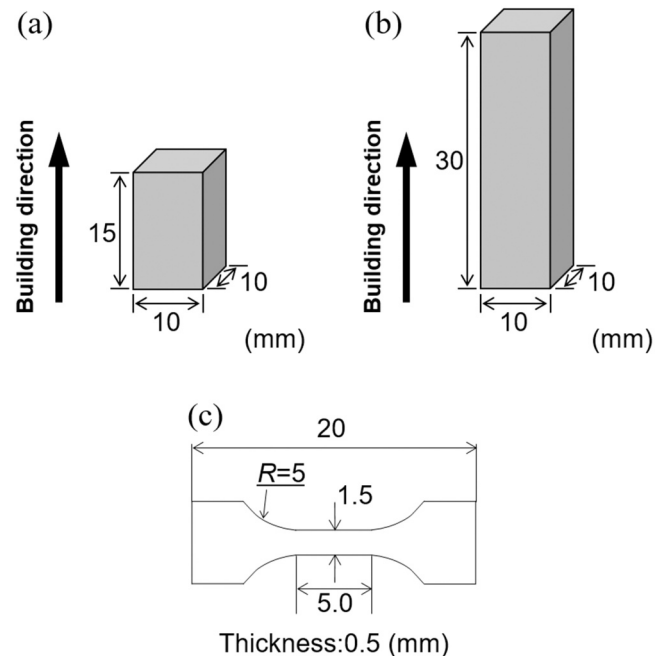 (a)
Building direction
15
10
10
(mm)
(b)
Building direction
30
10
10
(mm)
(c)
20
R=5
1.5
5.0
Thickness:0.5 (mm)